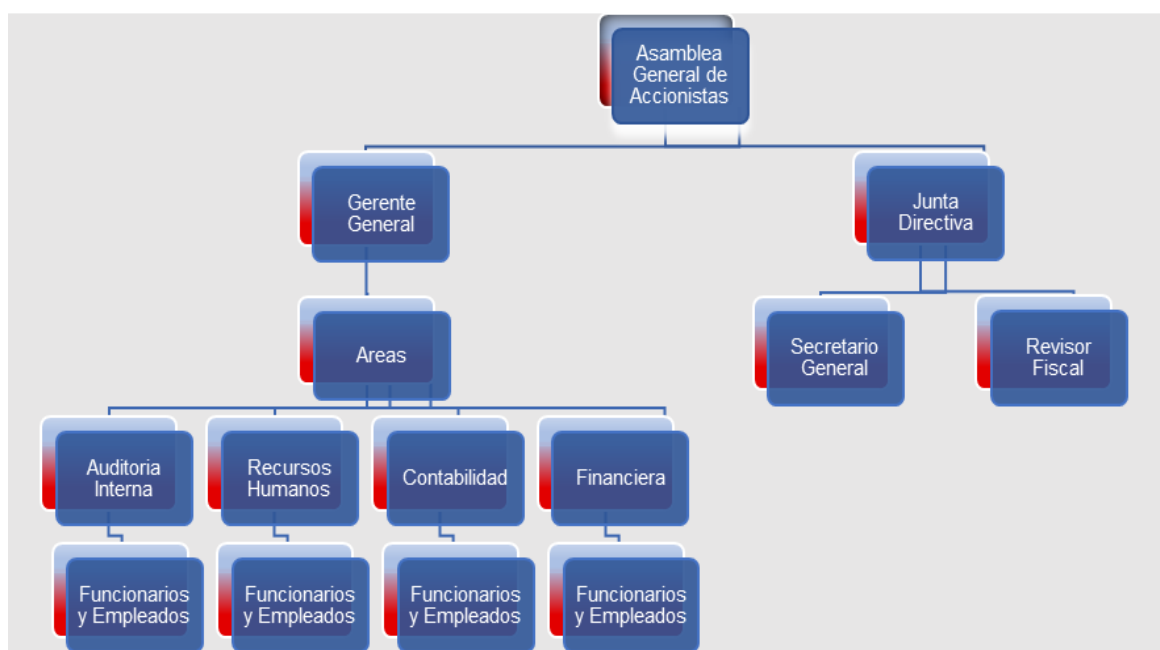 Asamblea
General de
Accionistas
Gerente
General
Junta
Directiva
Areas
Secretario
General
Revisor
Fiscal
Auditoria
Interna
Recursos
Humanos
Contabilidad
Financiera
Funcionarios
y Empleados
Funcionarios
y Empleados
Funcionarios
y Empleados
Funcionarios
y Empleados